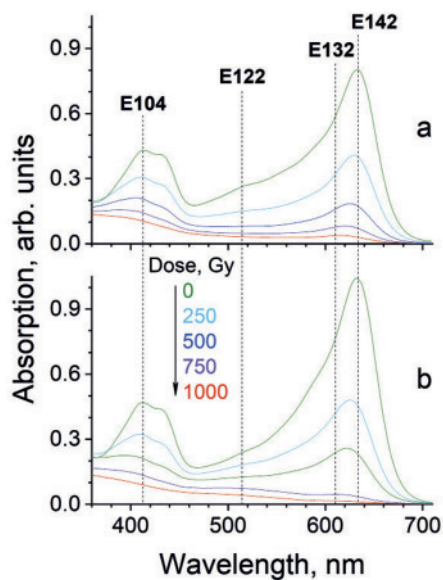 E142
E132
E104
E122
a
0.9
0.6
0.3
0.0
Absorption, arb. units
Dose, Gy
0
250
500
750
1000
b
0.9
0.6
0.3
0.0
400
500
600
700
Wavelength, nm